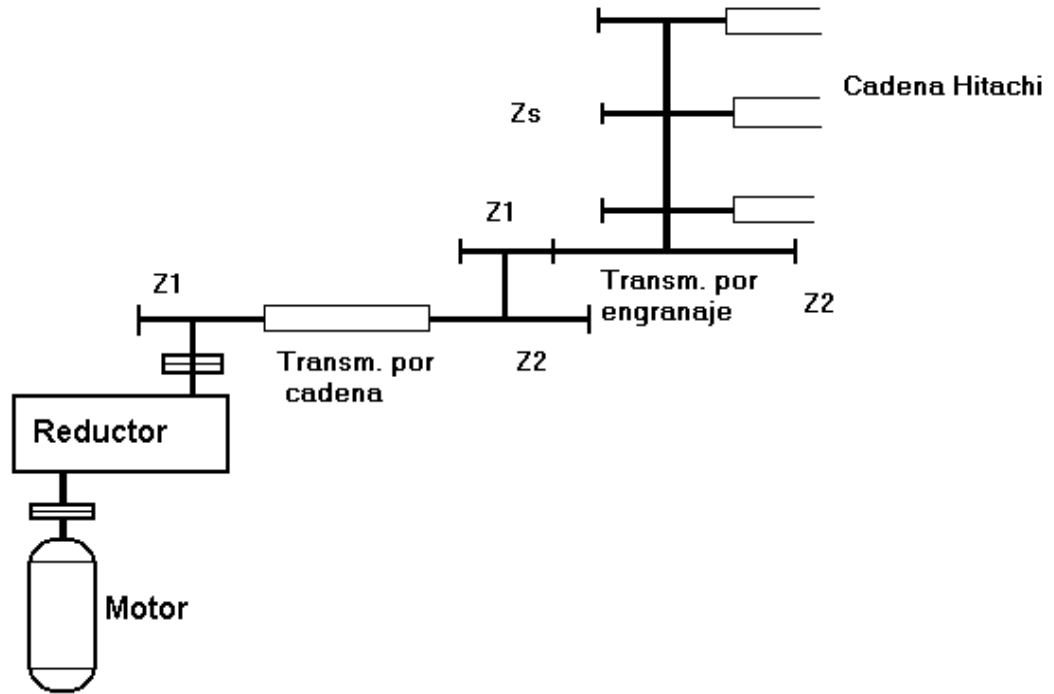 Cadena Hitachi
Zs
Z1
Z1
Transm. por
engranaje
Z2
Transm. por
cadena
Z2
Reductor
Motor